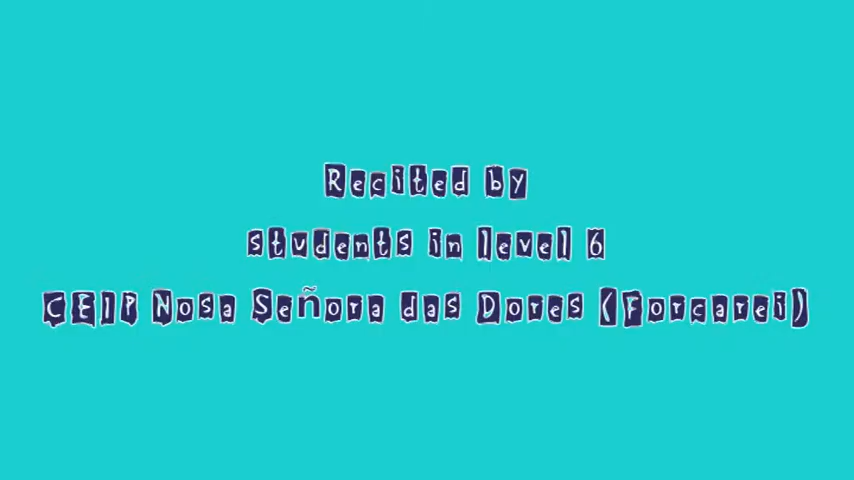 Recited by
students in level 6
CEIP Nosa Señora das Dores (Forcarei)